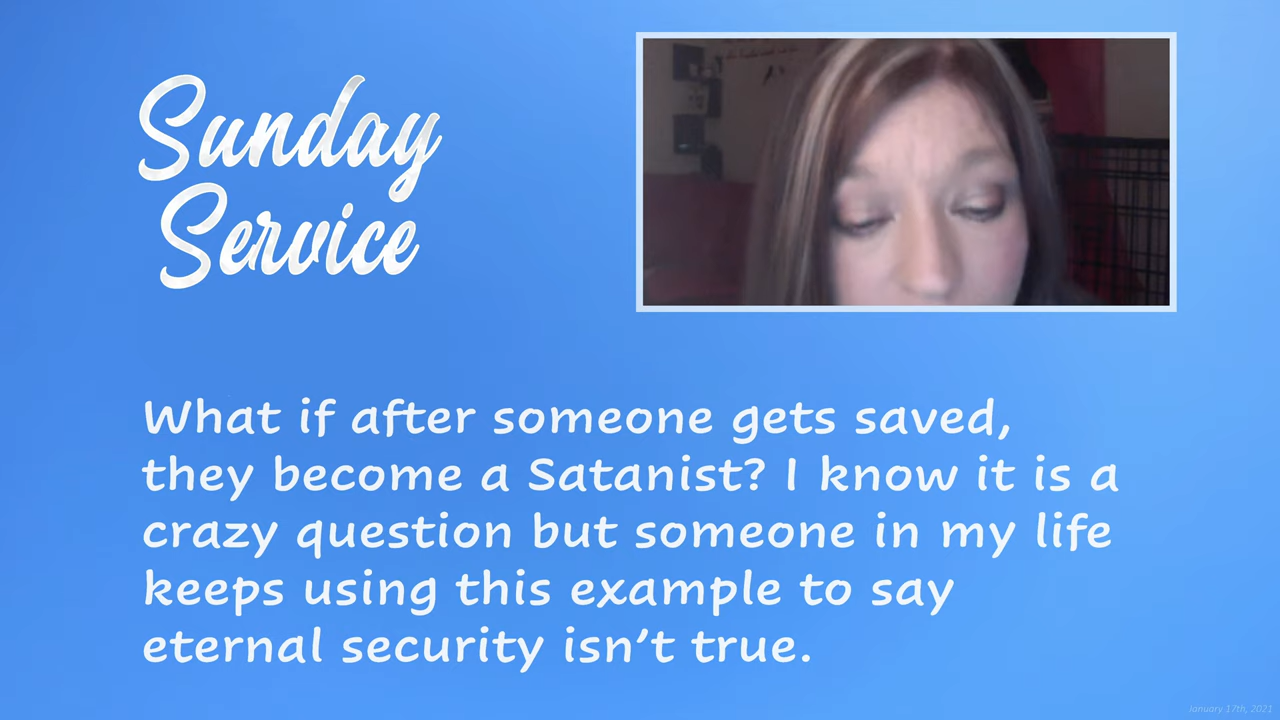 Sunday
Service
What if after someone gets saved,
they become a Satanist? I know it is a
crazy question but someone in my life
keeps using this example to say
eternal security isn’t true.
January 17th, 2021